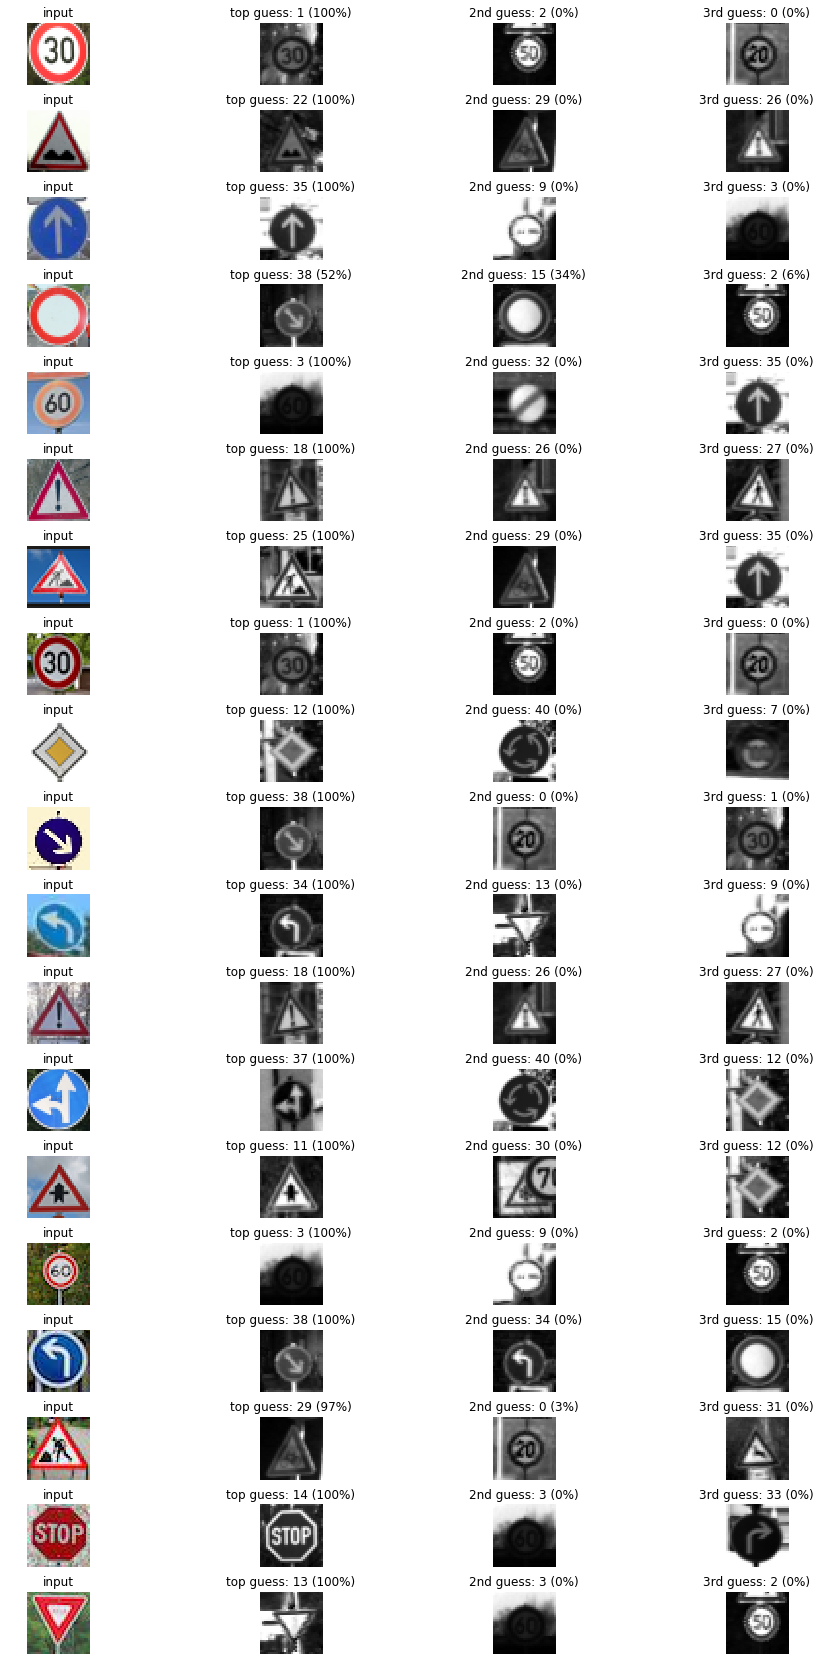 input top guess: 1 (100%) 2nd guess: 2 (0%) 3rd guess: 0 (0%)
30 30 50 20
input top guess: 22 (100%) 2nd guess: 29 (0%) 3rd guess: 26 (0%)
input top guess: 35 (100%) 2nd guess: 9 (0%) 3rd guess: 3 (0%)
60
input top guess: 38 (52%) 2nd guess: 15 (34%) 3rd guess: 2 (6%)
50
input top guess: 3 (100%) 2nd guess: 32 (0%) 3rd guess: 35 (0%)
60 60
input top guess: 18 (100%) 2nd guess: 26 (0%) 3rd guess: 27 (0%)
input top guess: 25 (100%) 2nd guess: 29 (0%) 3rd guess: 35 (0%)
input top guess: 1 (100%) 2nd guess: 2 (0%) 3rd guess: 0 (0%)
30 30 50 20
input top guess: 12 (100%) 2nd guess: 40 (0%) 3rd guess: 7 (0%)
input top guess: 38 (100%) 2nd guess: 0 (0%) 3rd guess: 1 (0%)
20 30
input top guess: 34 (100%) 2nd guess: 13 (0%) 3rd guess: 9 (0%)
input top guess: 18 (100%) 2nd guess: 26 (0%) 3rd guess: 27 (0%)
input top guess: 37 (100%) 2nd guess: 40 (0%) 3rd guess: 12 (0%)
input top guess: 11 (100%) 2nd guess: 30 (0%) 3rd guess: 12 (0%)
input top guess: 3 (100%) 2nd guess: 9 (0%) 3rd guess: 2 (0%)
60 60 50
input top guess: 38 (100%) 2nd guess: 34 (0%) 3rd guess: 15 (0%)
input top guess: 29 (97%) 2nd guess: 0 (3%) 3rd guess: 31 (0%)
20
input top guess: 14 (100%) 2nd guess: 3 (0%) 3rd guess: 33 (0%)
STOP STOP 60
input top guess: 13 (100%) 2nd guess: 3 (0%) 3rd guess: 2 (0%)
60 50